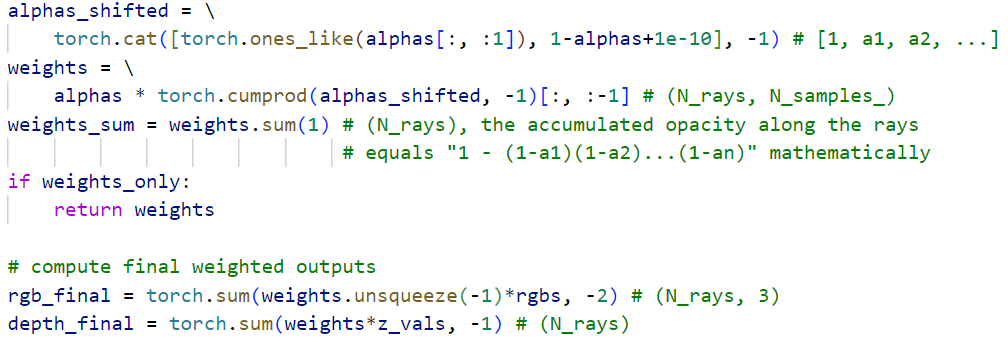 alphas_shifted = \
    torch.cat([torch.ones_like(alphas[:, :1]), 1-alphas+1e-10], -1) # [1, a1, a2, ...]
weights = \
    alphas * torch.cumprod(alphas_shifted, -1)[:, :-1] # (N_rays, N_samples_)
weights_sum = weights.sum(1) # (N_rays), the accumulated opacity along the rays
                             # equals "1 - (1-a1)(1-a2)...(1-an)" mathematically
if weights_only:
    return weights

# compute final weighted outputs
rgb_final = torch.sum(weights.unsqueeze(-1)*rgbs, -2) # (N_rays, 3)
depth_final = torch.sum(weights*z_vals, -1) # (N_rays)